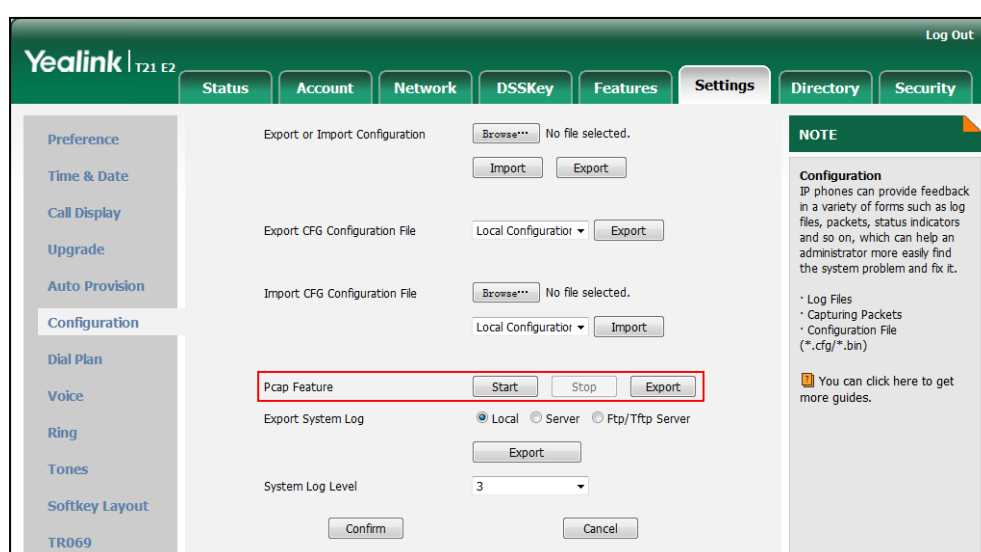 Log Out
Yealink T21 E2
Status Account Network DSSKey Features Settings Directory Security
Preference
Time & Date
Call Display
Upgrade
Auto Provision
Configuration
Dial Plan
Voice
Ring
Tones
Softkey Layout
TR069
Export or Import Configuration Browse... No file selected.
Import Export
Export CFG Configuration File Local Configuration Export
Import CFG Configuration File Browse... No file selected.
Local Configuration Import
Pcap Feature Start Stop Export
Export System Log Local Server Ftp/Tftp Server
Export
System Log Level 3
Confirm Cancel
NOTE
Configuration
IP phones can provide feedback
in a variety of forms such as log
files, packets, status indicators
and so on, which can help an
administrator more easily find
the system problem and fix it.
· Log Files
· Capturing Packets
· Configuration File
(*.cfg/*.bin)
? You can click here to get
more guides.